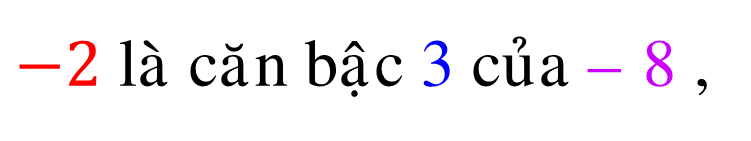 −2 là căn bậc 3 của – 8 ,